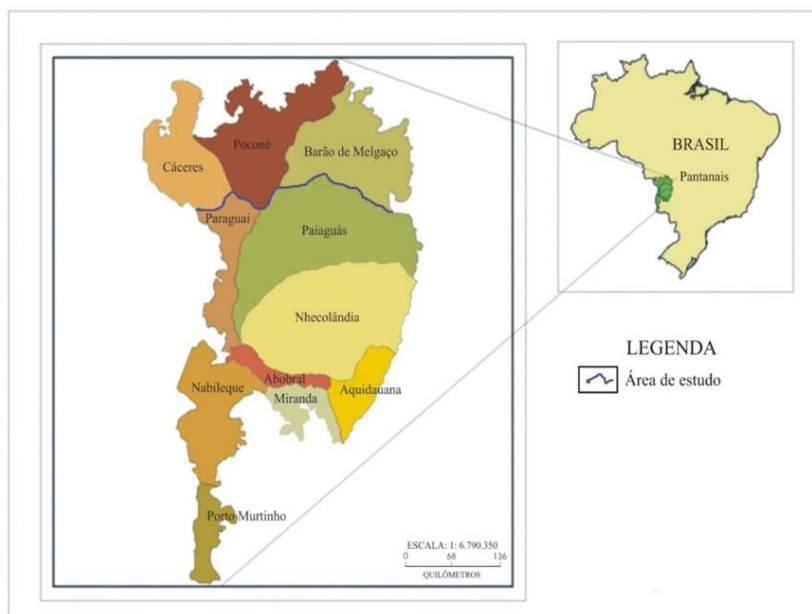 Poconé
Cáceres
Barão de Melgaço
Paraguai
Paiaguás
Nhecolândia
Nabileque
Abobral
Aquidauana
Miranda
Porto Murtinho
ESCALA: 1: 6.790.350
0 68 136
QUILÔMETROS
BRASIL
Pantanais
LEGENDA
Área de estudo